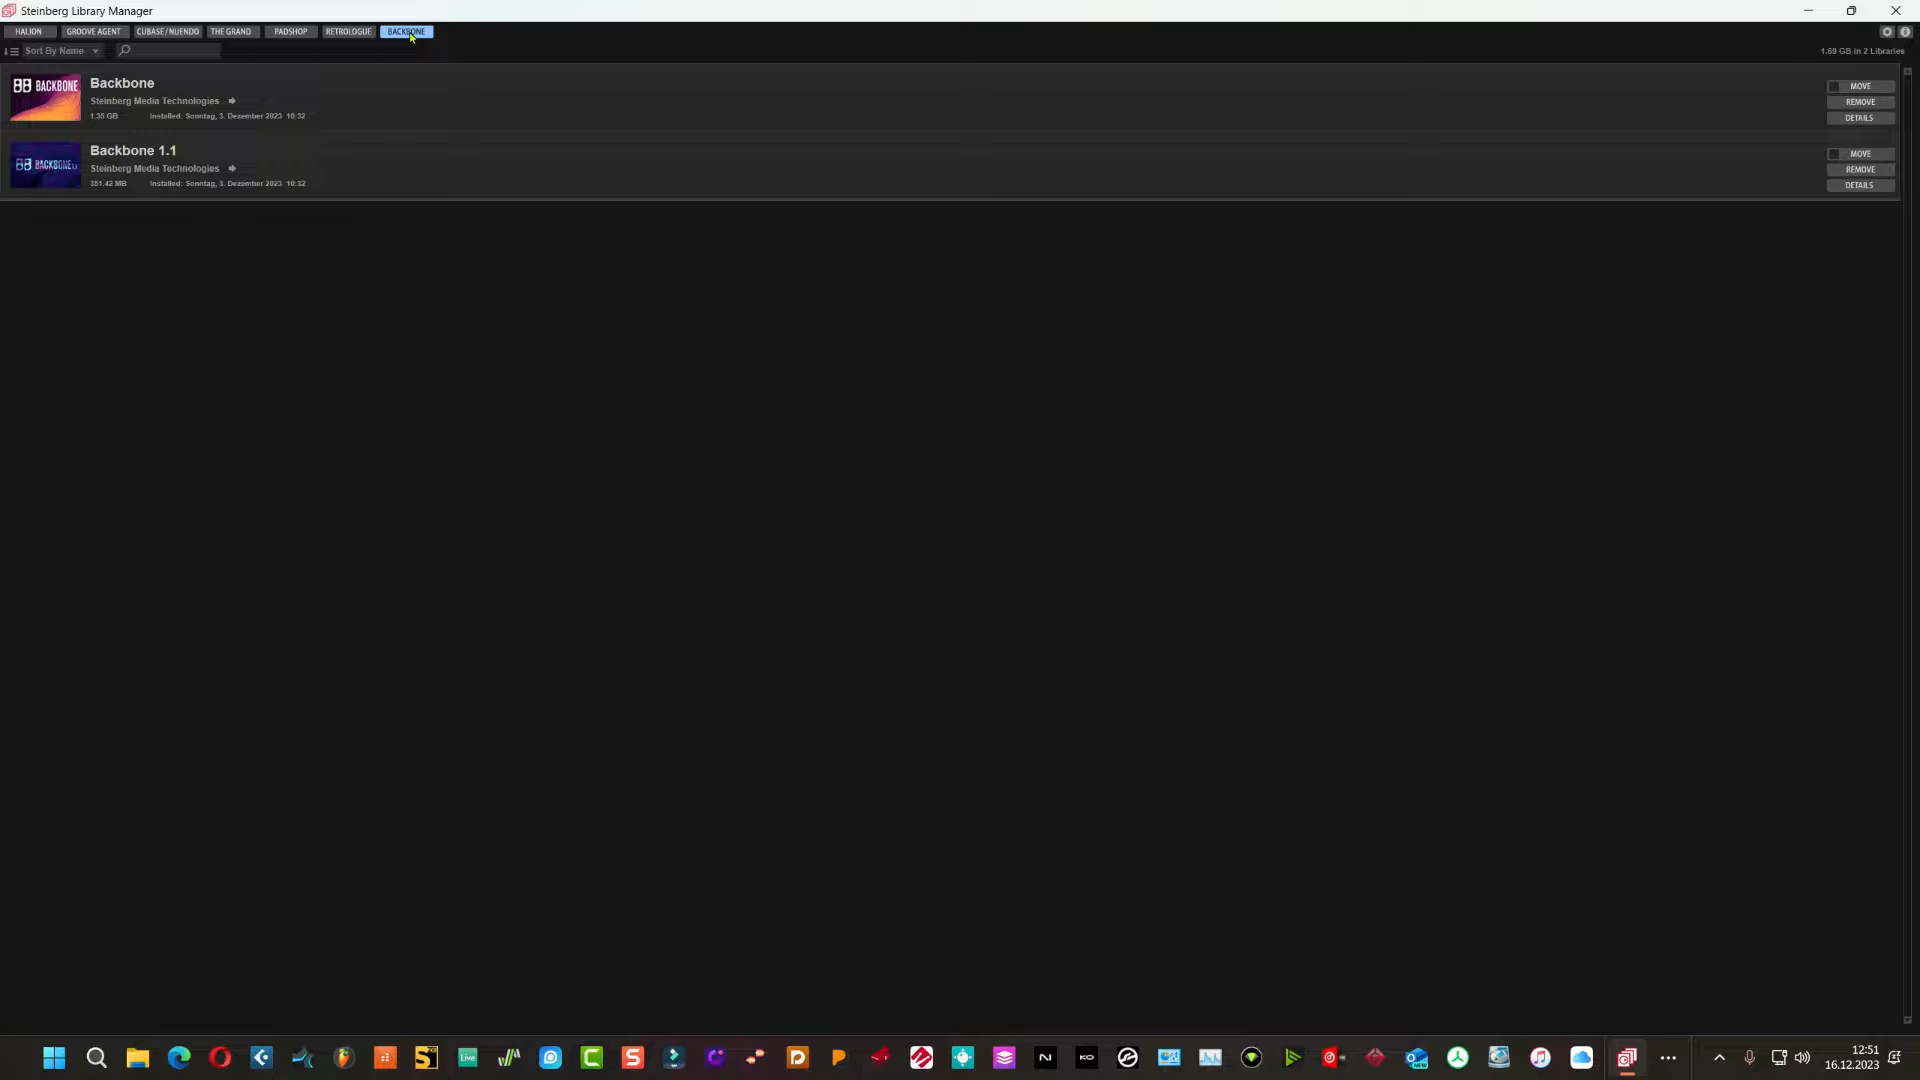 Steinberg Library Manager
HALION GROOVE AGENT CUBASE/NUENDO THE GRAND PADSHOP RETROLOGUE BACKBONE
Sort By Name
1.69 GB in 2 Libraries
BACKBONE
Backbone
Steinberg Media Technologies
1.35 GB Installed: Sonntag, 3. Dezember 2023 10:32
MOVE
REMOVE
DETAILS
BACKBONE
Backbone 1.1
Steinberg Media Technologies
351.42 MB Installed: Sonntag, 3. Dezember 2023 10:32
MOVE
REMOVE
DETAILS
Live
NEW
12:51
16.12.2023